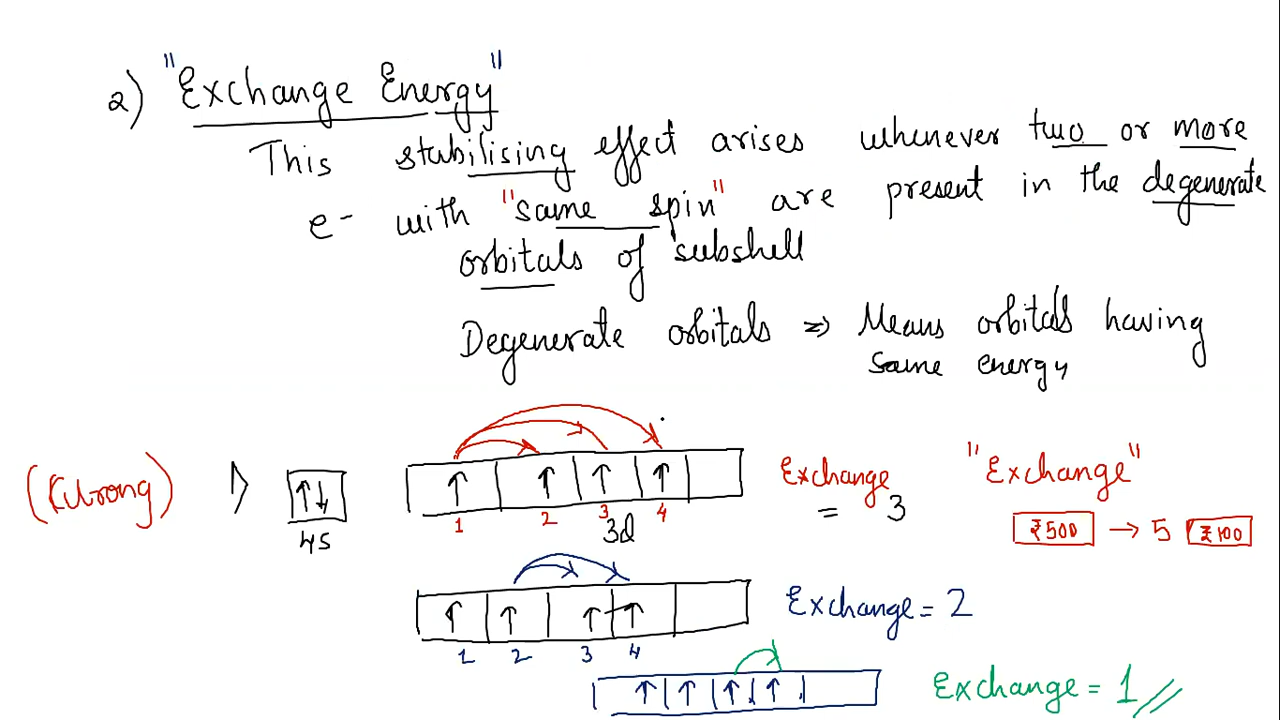 2) "Exchange Energy"
This stabilising effect arises whenever two or more
e- with "same spin" are present in the degenerate
orbitals of subshell
Degenerate orbitals => Means orbitals having
same energy
(Wrong) ↑↓ ↑ ↑ ↑ ↑ Exchange "Exchange"
1 2 3 4 = 3 ₹500 → 5 ₹100
4s 3d
↑ ↑ ↑ ↑ Exchange = 2
1 2 3 4
↑ ↑ ↑ ↑ Exchange = 1